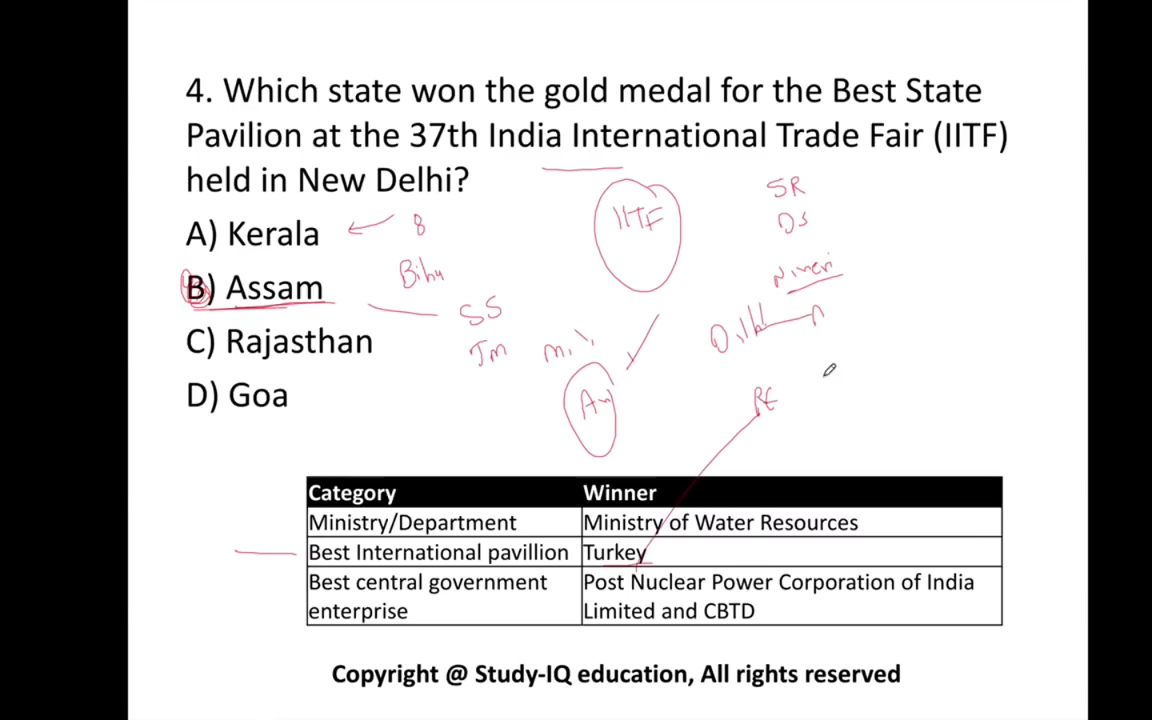 4. Which state won the gold medal for the Best State
Pavilion at the 37th India International Trade Fair (IITF)
held in New Delhi?
A) Kerala
8
B) Assam
Bihu
C) Rajasthan
D) Goa
IITF
SR
DS
SS
JM
Category Winner
Ministry/Department Ministry of Water Resources
Best International pavillion Turkey
Best central government enterprise Post Nuclear Power Corporation of India Limited and CBTD
Copyright @ Study-IQ education, All rights reserved